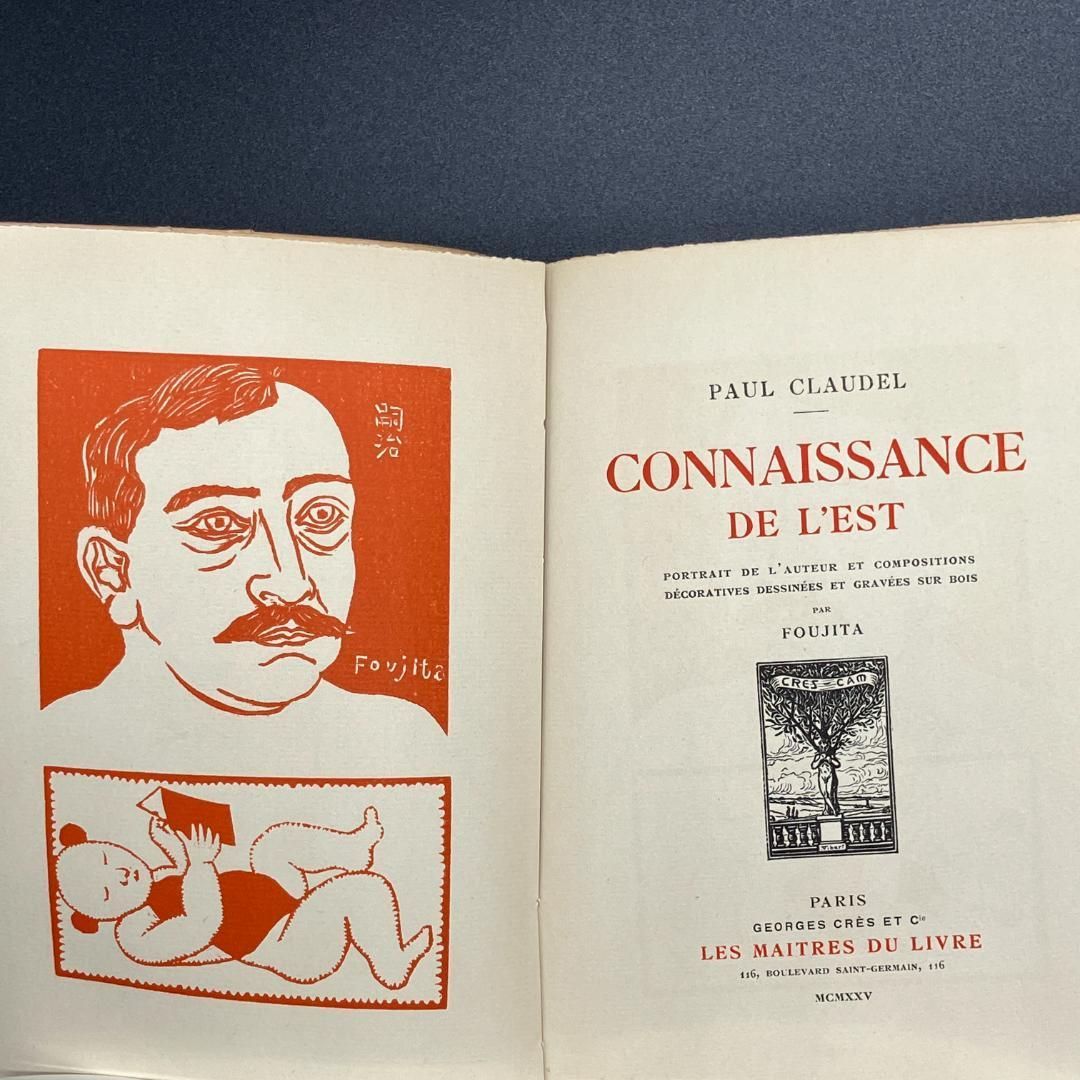 嗣
治
Foujita
PAUL CLAUDEL
CONNAISSANCE
DE L'EST
PORTRAIT DE L'AUTEUR ET COMPOSITIONS
DÉCORATIVES DESSINÉES ET GRAVÉES SUR BOIS
PAR
FOUJITA
CRES CAM
PARIS
GEORGES CRÈS ET Cie
LES MAITRES DU LIVRE
116, BOULEVARD SAINT-GERMAIN, 116
MCMXXV